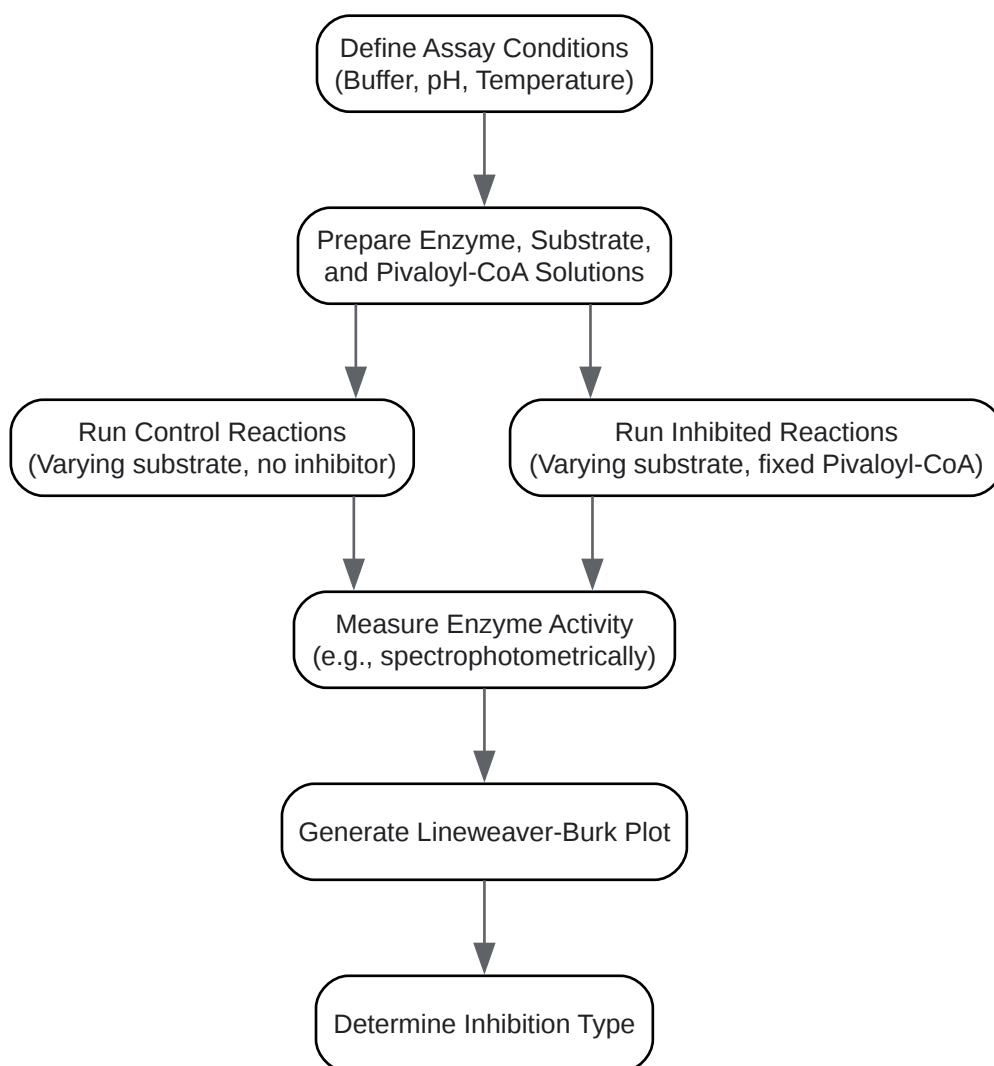 Define Assay Conditions
(Buffer, pH, Temperature)
Prepare Enzyme, Substrate,
and Pivaloyl-CoA Solutions
Run Control Reactions
(Varying substrate, no inhibitor)
Run Inhibited Reactions
(Varying substrate, fixed Pivaloyl-CoA)
Measure Enzyme Activity
(e.g., spectrophotometrically)
Generate Lineweaver-Burk Plot
Determine Inhibition Type